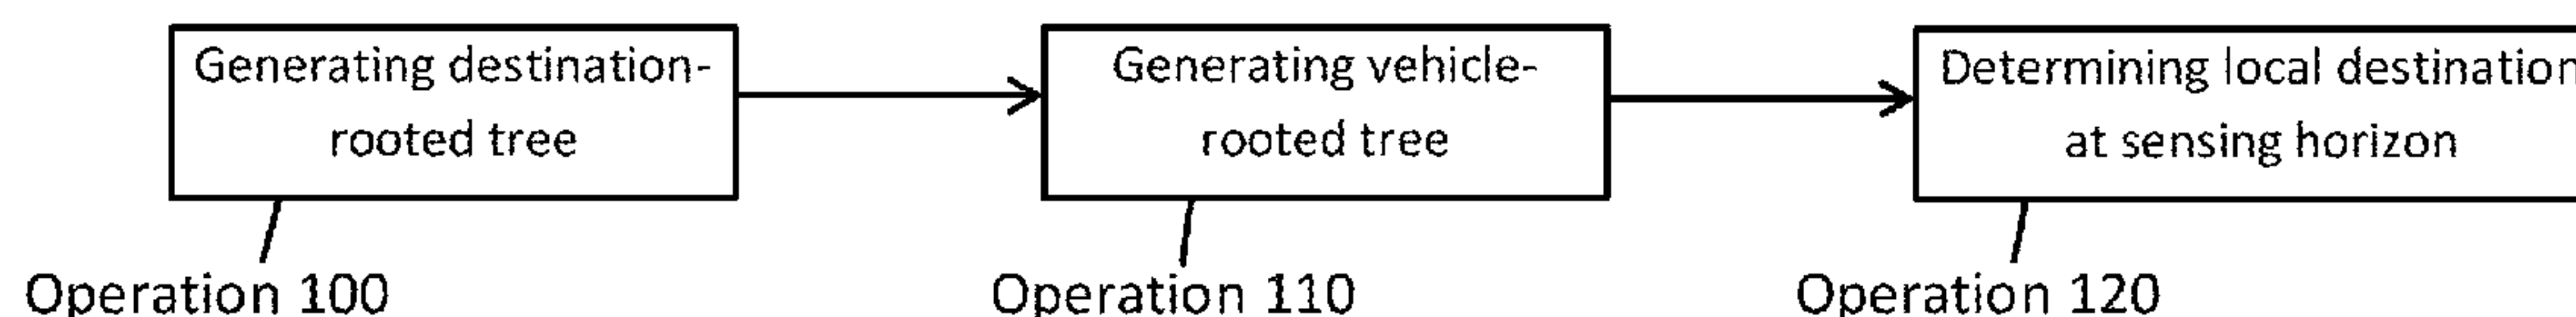 Generating destination-
rooted tree
Generating vehicle-
rooted tree
Determining local destination
at sensing horizon
Operation 100
Operation 110
Operation 120